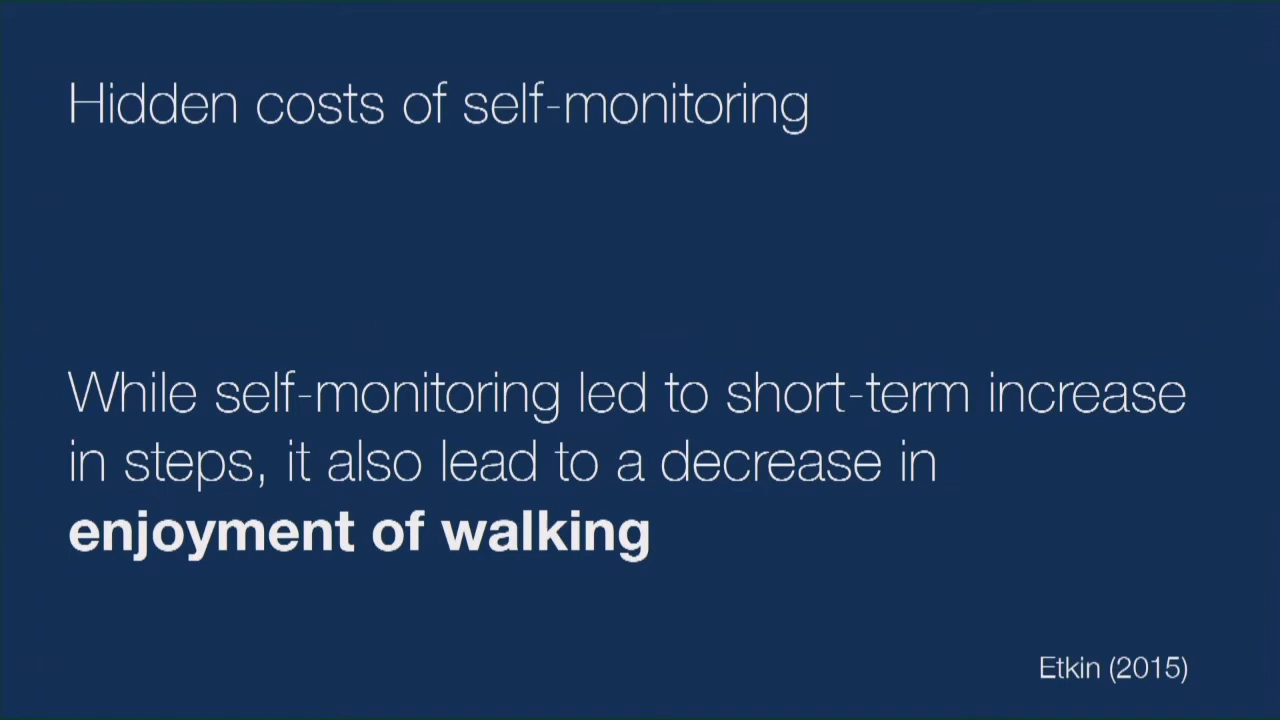 Hidden costs of self-monitoring
While self-monitoring led to short-term increase
in steps, it also lead to a decrease in
enjoyment of walking
Etkin (2015)